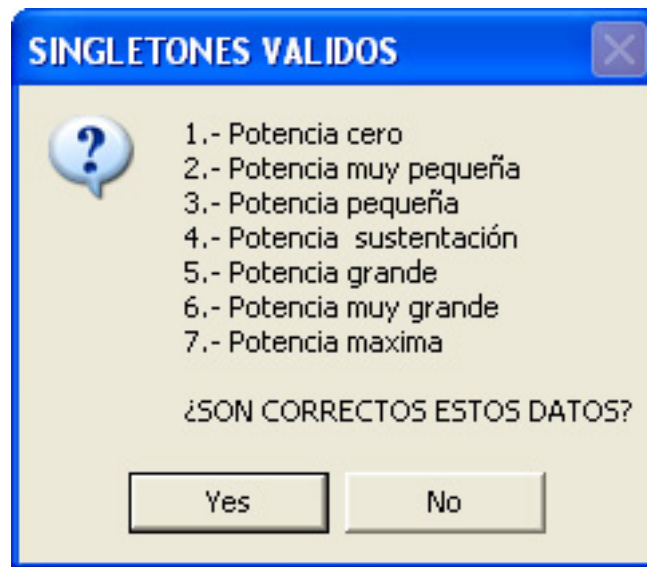 SINGLETONES VALIDOS
1.- Potencia cero
2.- Potencia muy pequeña
3.- Potencia pequeña
4.- Potencia  sustentación
5.- Potencia grande
6.- Potencia muy grande
7.- Potencia maxima
¿SON CORRECTOS ESTOS DATOS?
Yes No